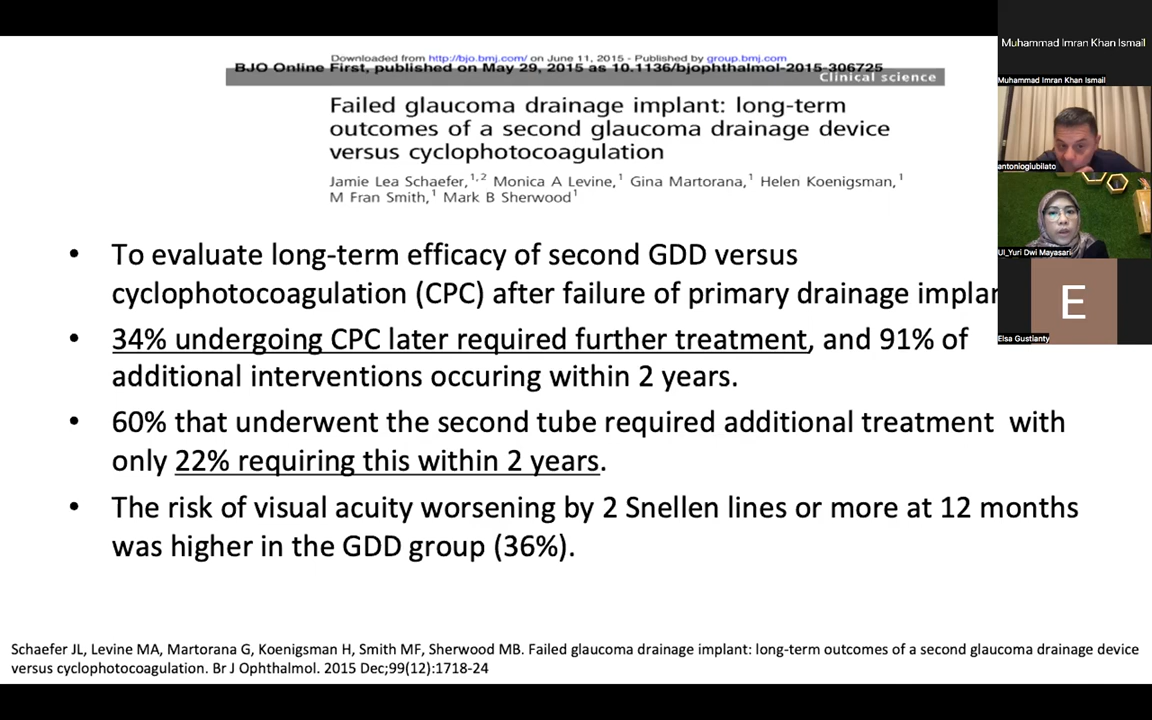 Downloaded from http://bjo.bmj.com/ on June 11, 2015 - Published by group.bmj.com
BJO Online First, published on May 29, 2015 as 10.1136/bjophthalmol-2015-306725
Clinical science
Failed glaucoma drainage implant: long-term
outcomes of a second glaucoma drainage device
versus cyclophotocoagulation
Jamie Lea Schaefer,1,2 Monica A Levine,1 Gina Martorana,1 Helen Koenigsman,1
M Fran Smith,1 Mark B Sherwood1
• To evaluate long-term efficacy of second GDD versus
cyclophotocoagulation (CPC) after failure of primary drainage implan
• 34% undergoing CPC later required further treatment, and 91% of
additional interventions occuring within 2 years.
• 60% that underwent the second tube required additional treatment with
only 22% requiring this within 2 years.
• The risk of visual acuity worsening by 2 Snellen lines or more at 12 months
was higher in the GDD group (36%).
Schaefer JL, Levine MA, Martorana G, Koenigsman H, Smith MF, Sherwood MB. Failed glaucoma drainage implant: long-term outcomes of a second glaucoma drainage device
versus cyclophotocoagulation. Br J Ophthalmol. 2015 Dec;99(12):1718-24
Muhammad Imran Khan Ismail
Muhammad Imran Khan Ismail
antoniogiubilato
UI_Yuri Dwi Mayasari
E
Elsa Gustianty